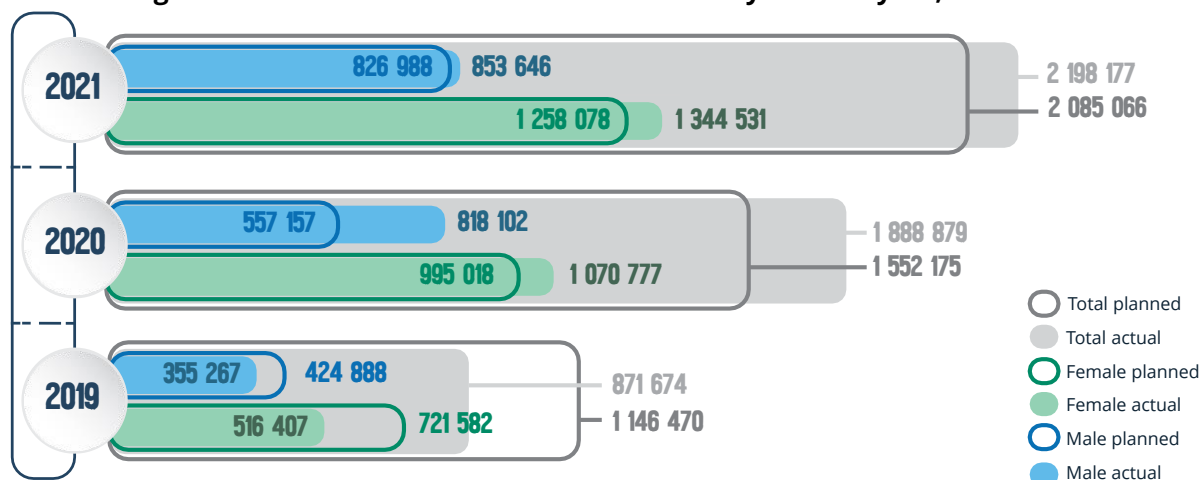 2021
826 988 853 646
1 258 078 1 344 531
2 198 177
2 085 066
2020
557 157 818 102
995 018 1 070 777
1 888 879
1 552 175
2019
355 267 424 888
516 407 721 582
871 674
1 146 470
Total planned
Total actual
Female planned
Female actual
Male planned
Male actual